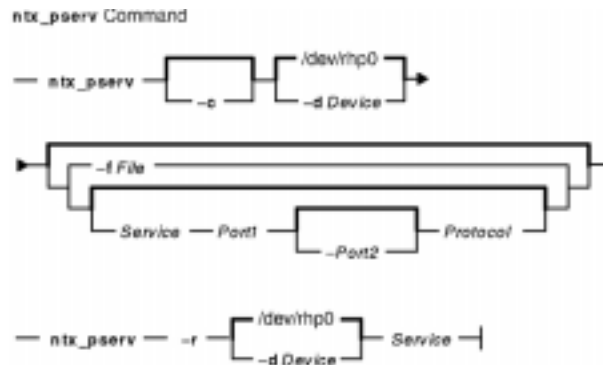 ntx_pserv Command
/dev/rhp0
ntx_pserv
-c -d Device
-f File
Service Port1 Protocol
-Port2
/dev/rhp0
ntx_pserv -r Service
-d Device